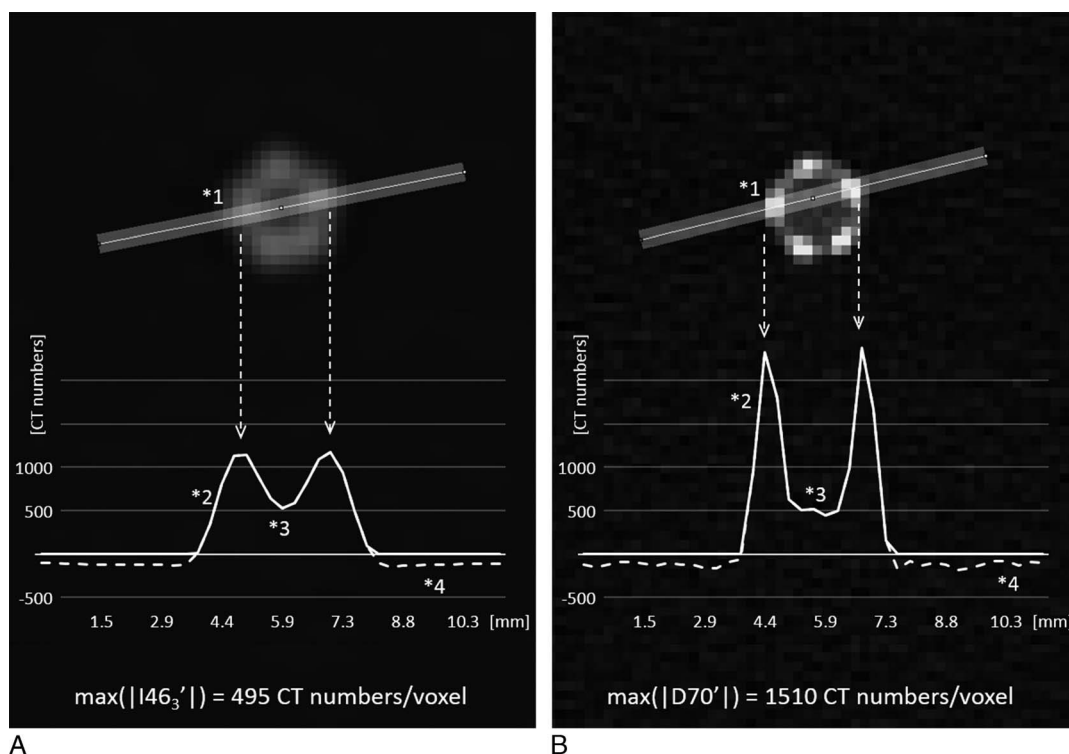 *1
[CT numbers]
*2
1000
*3
500
*4
-500
1.5 2.9 4.4 5.9 7.3 8.8 10.3 [mm]
max(|I46₃’|) = 495 CT numbers/voxel
A
*1
[CT numbers]
*2
1000
*3
500
*4
-500
1.5 2.9 4.4 5.9 7.3 8.8 10.3 [mm]
max(|D70’|) = 1510 CT numbers/voxel
B